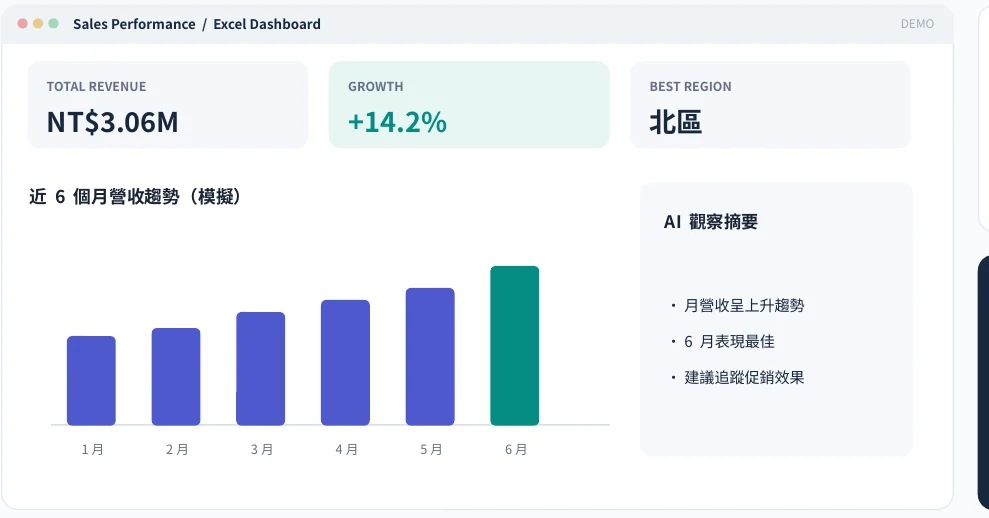 Sales Performance / Excel Dashboard
DEMO
TOTAL REVENUE
NT$3.06M
GROWTH
+14.2%
BEST REGION
北區
近 6 個月營收趨勢（模擬）
1 月
2 月
3 月
4 月
5 月
6 月
AI 觀察摘要
• 月營收呈上升趨勢
• 6 月表現最佳
• 建議追蹤促銷效果